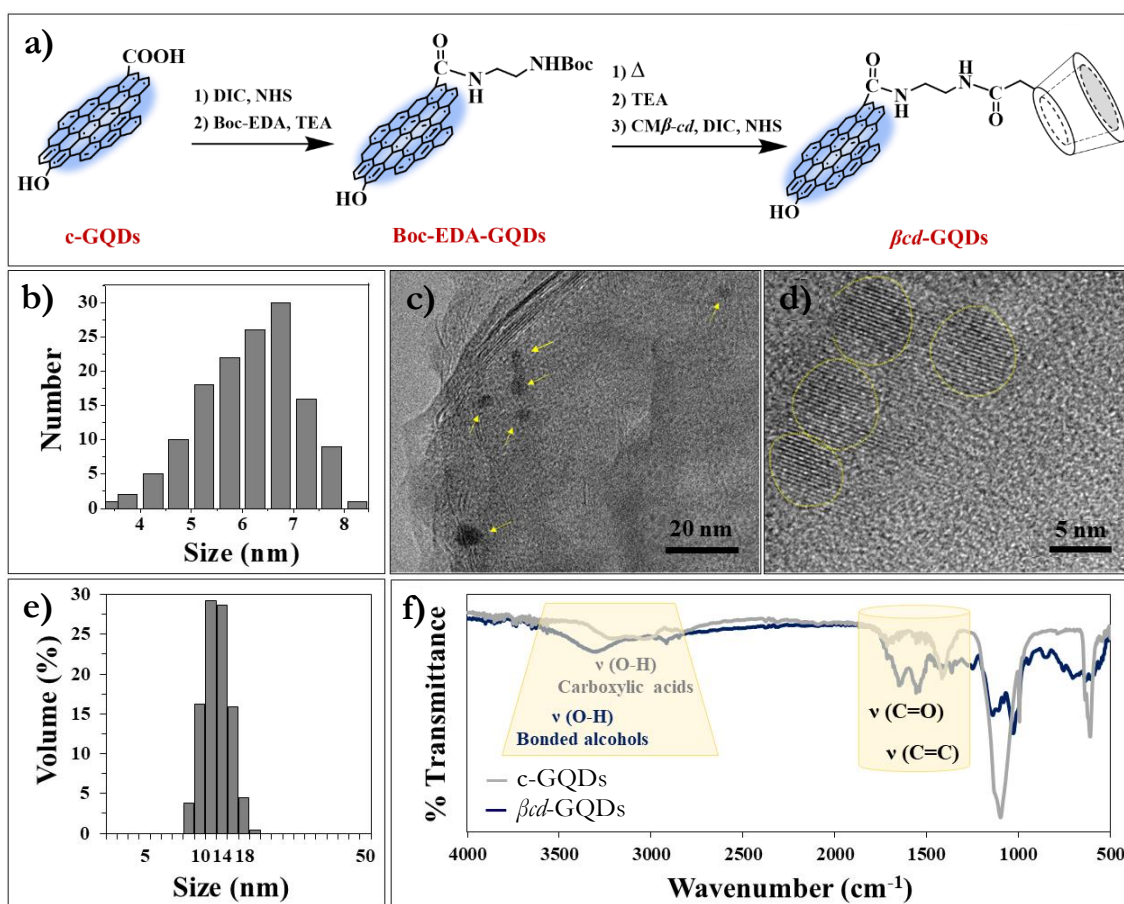 a)
COOH
HO
c-GQDs
1) DIC, NHS
2) Boc-EDA, TEA
O
C
N
H
NHBoc
HO
Boc-EDA-GQDs
1) Δ
2) TEA
3) CMβ-cd, DIC, NHS
O
C
N
H
H
N
C
O
HO
βcd-GQDs
b)
Number
30
25
20
15
10
5
0
4 5 6 7 8
Size (nm)
c)
20 nm
d)
5 nm
e)
Volume (%)
30
25
20
15
10
5
0
5 10 14 18 50
Size (nm)
f)
% Transmittance
ν (O-H)
Carboxylic acids
ν (O-H)
Bonded alcohols
ν (C=O)
ν (C=C)
c-GQDs
βcd-GQDs
4000 3500 3000 2500 2000 1500 1000 500
Wavenumber (cm⁻¹)